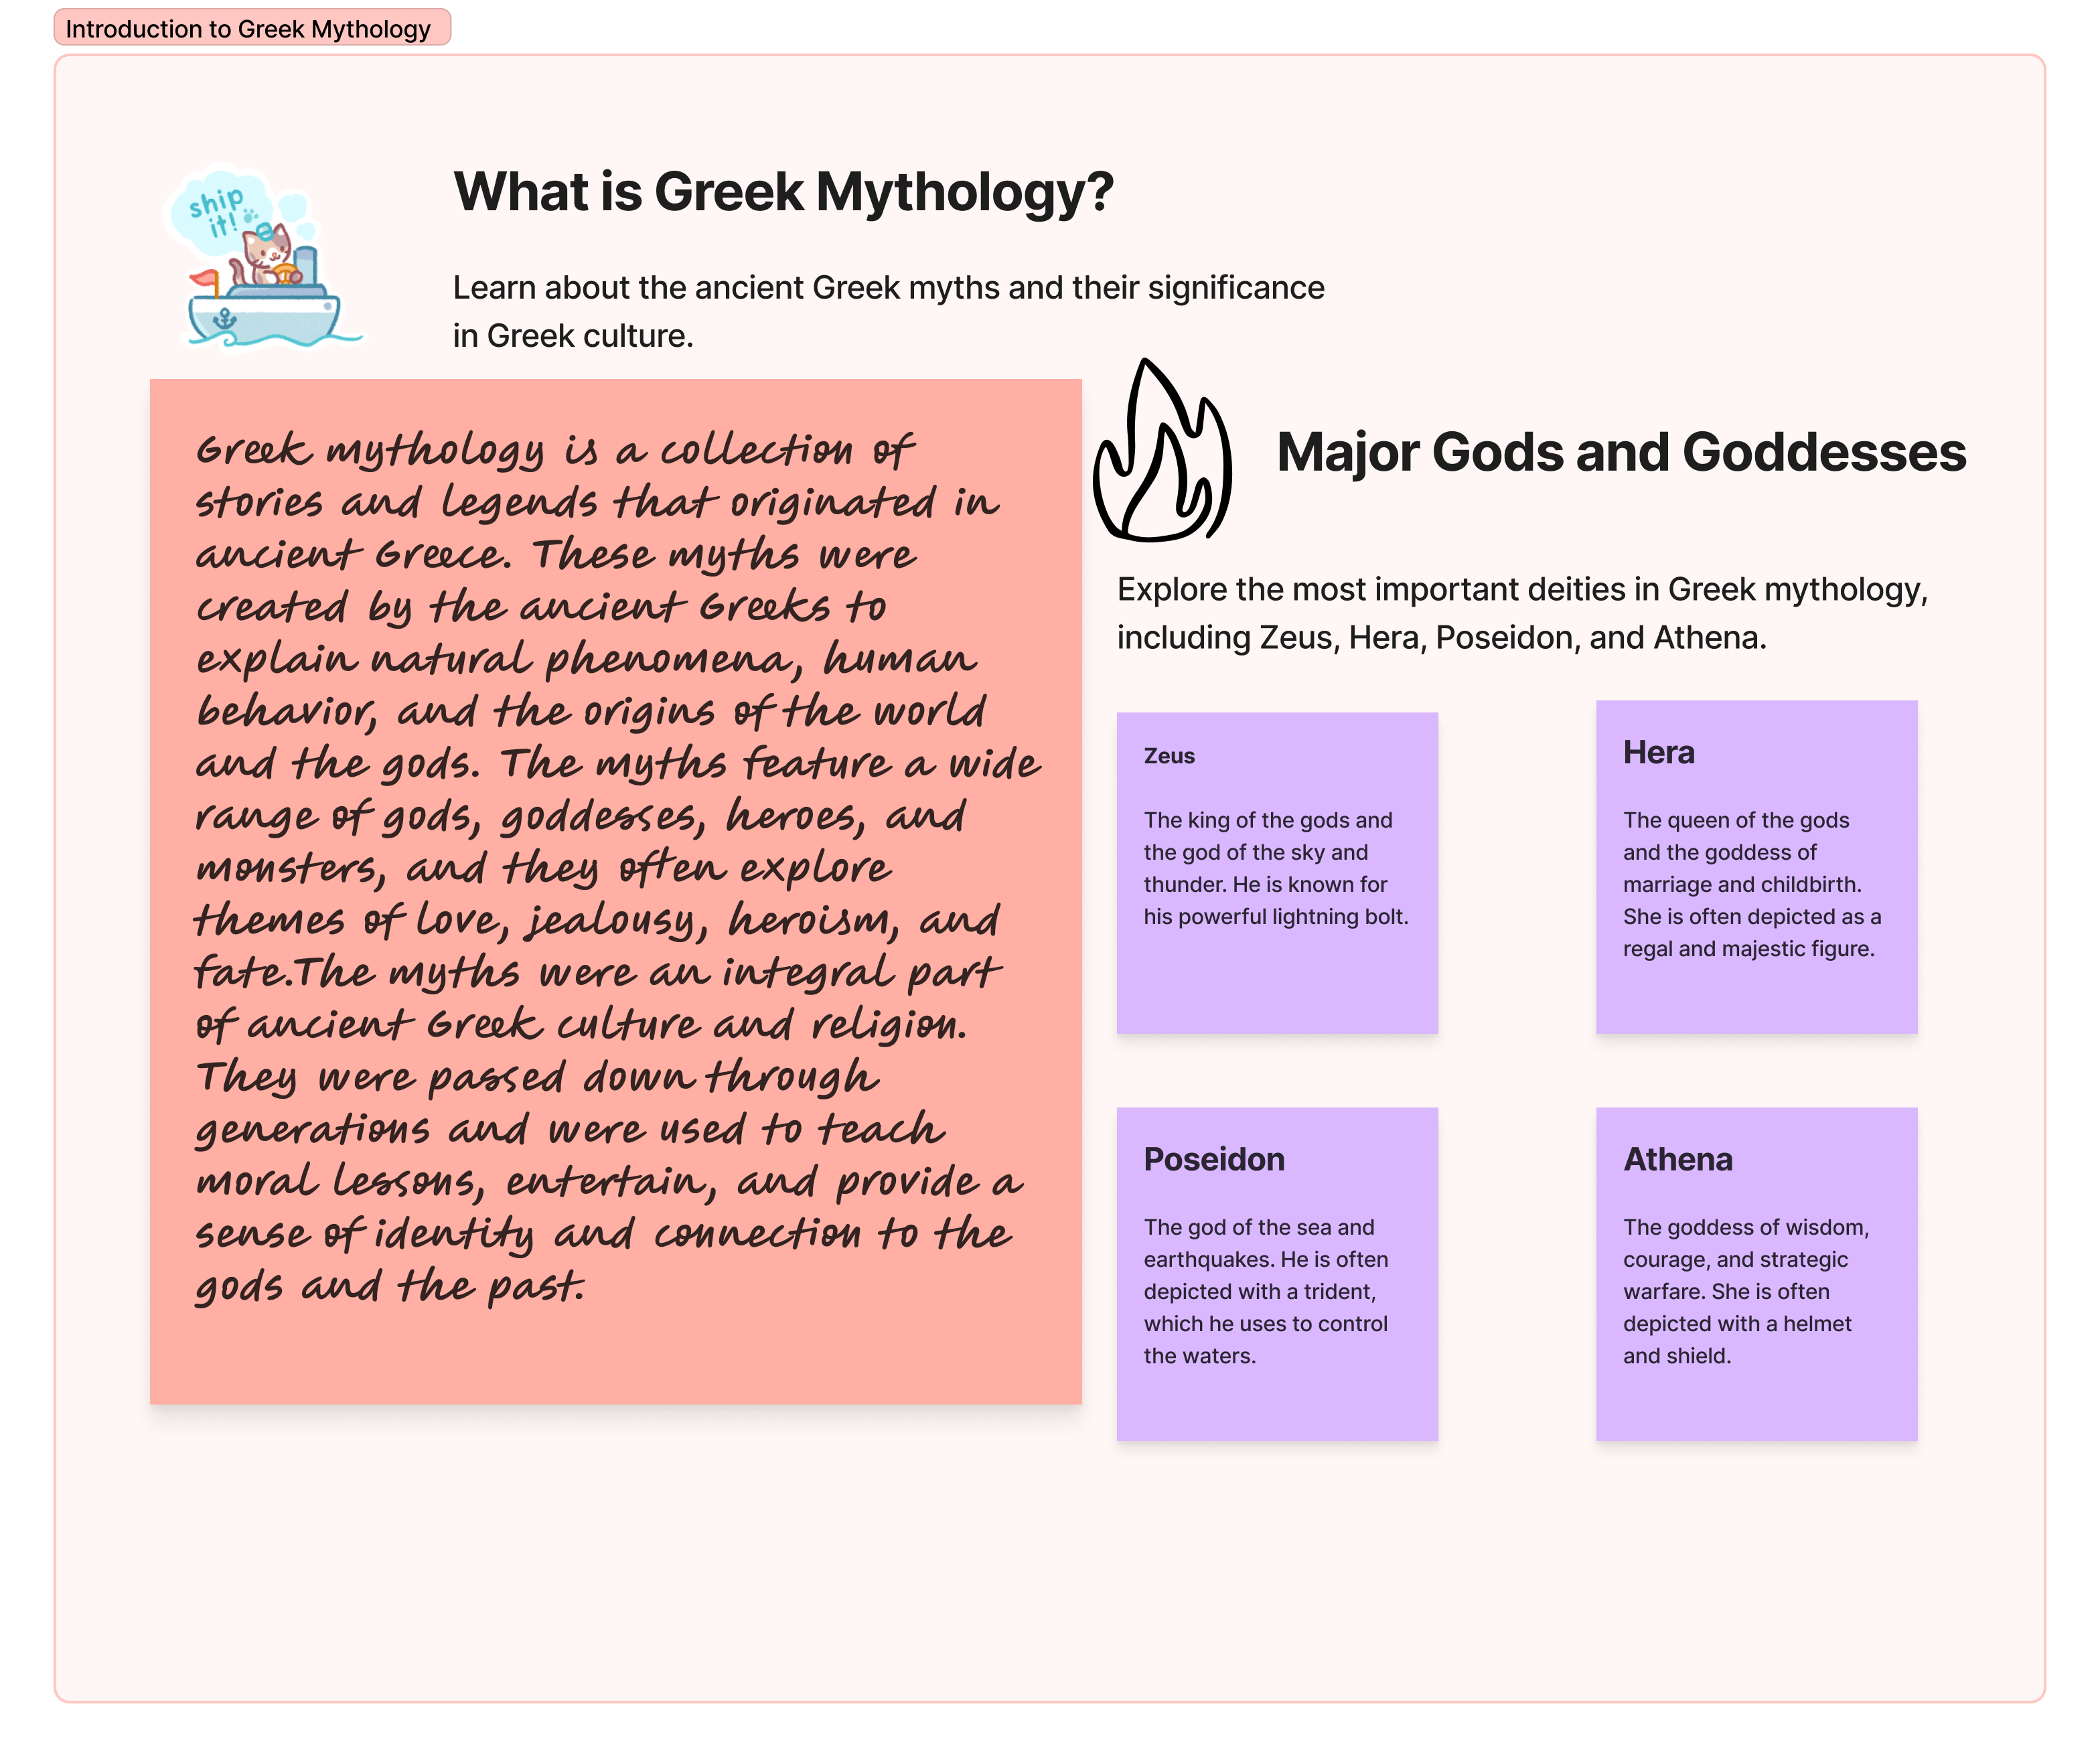 Introduction to Greek Mythology
ship
it!
What is Greek Mythology?
Learn about the ancient Greek myths and their significance
in Greek culture.
Greek mythology is a collection of
stories and legends that originated in
ancient Greece. These myths were
created by the ancient Greeks to
explain natural phenomena, human
behavior, and the origins of the world
and the gods. The myths feature a wide
range of gods, goddesses, heroes, and
monsters, and they often explore
themes of love, jealousy, heroism, and
fate.The myths were an integral part
of ancient Greek culture and religion.
They were passed down through
generations and were used to teach
moral lessons, entertain, and provide a
sense of identity and connection to the
gods and the past.
Major Gods and Goddesses
Explore the most important deities in Greek mythology,
including Zeus, Hera, Poseidon, and Athena.
Zeus
The king of the gods and
the god of the sky and
thunder. He is known for
his powerful lightning bolt.
Hera
The queen of the gods
and the goddess of
marriage and childbirth.
She is often depicted as a
regal and majestic figure.
Poseidon
The god of the sea and
earthquakes. He is often
depicted with a trident,
which he uses to control
the waters.
Athena
The goddess of wisdom,
courage, and strategic
warfare. She is often
depicted with a helmet
and shield.